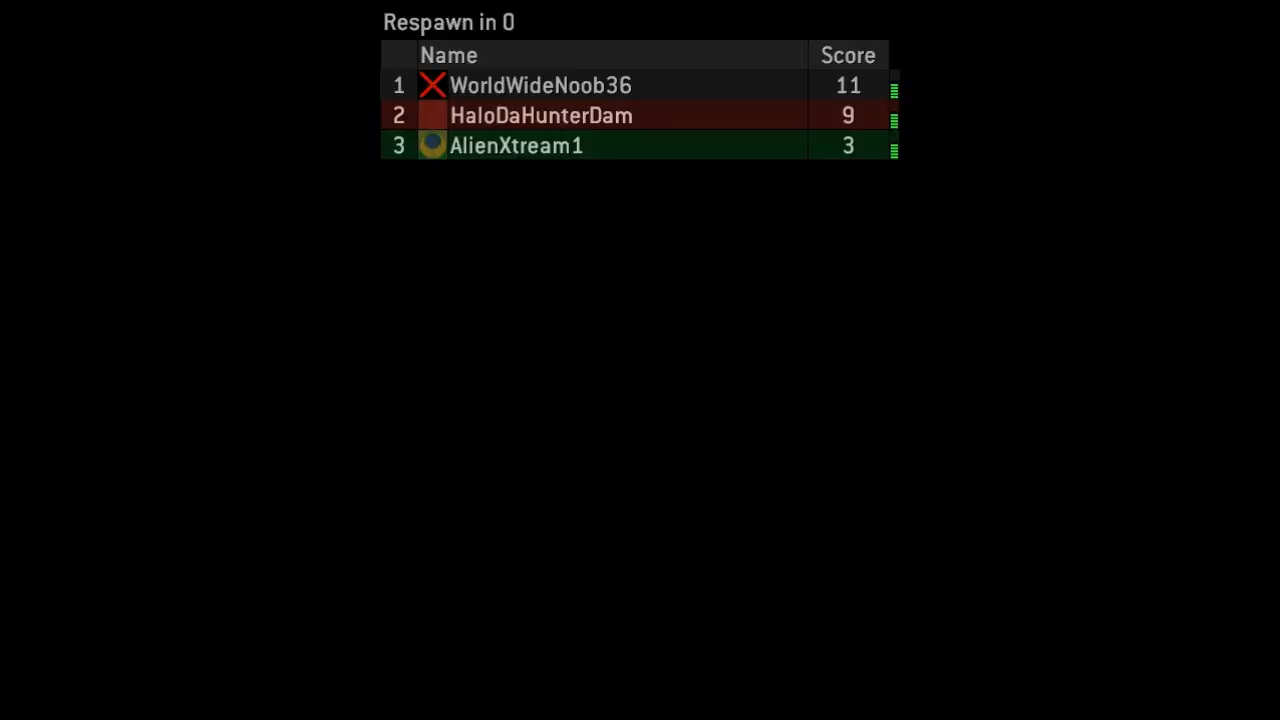 Respawn in 0
Name Score
1 WorldWideNoob36 11
2 HaloDaHunterDam 9
3 AlienXtream1 3